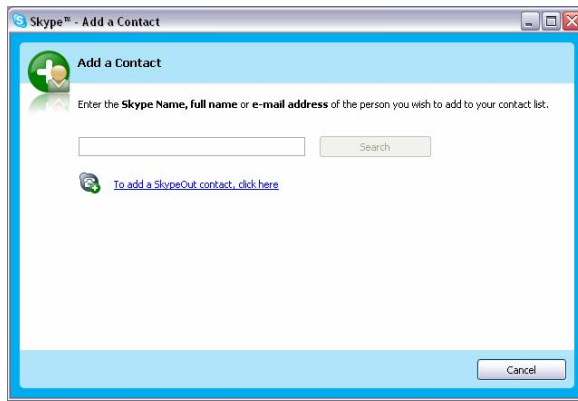 Skype™ - Add a Contact
Add a Contact
Enter the Skype Name, full name or e-mail address of the person you wish to add to your contact list.
Search
To add a SkypeOut contact, click here
Cancel